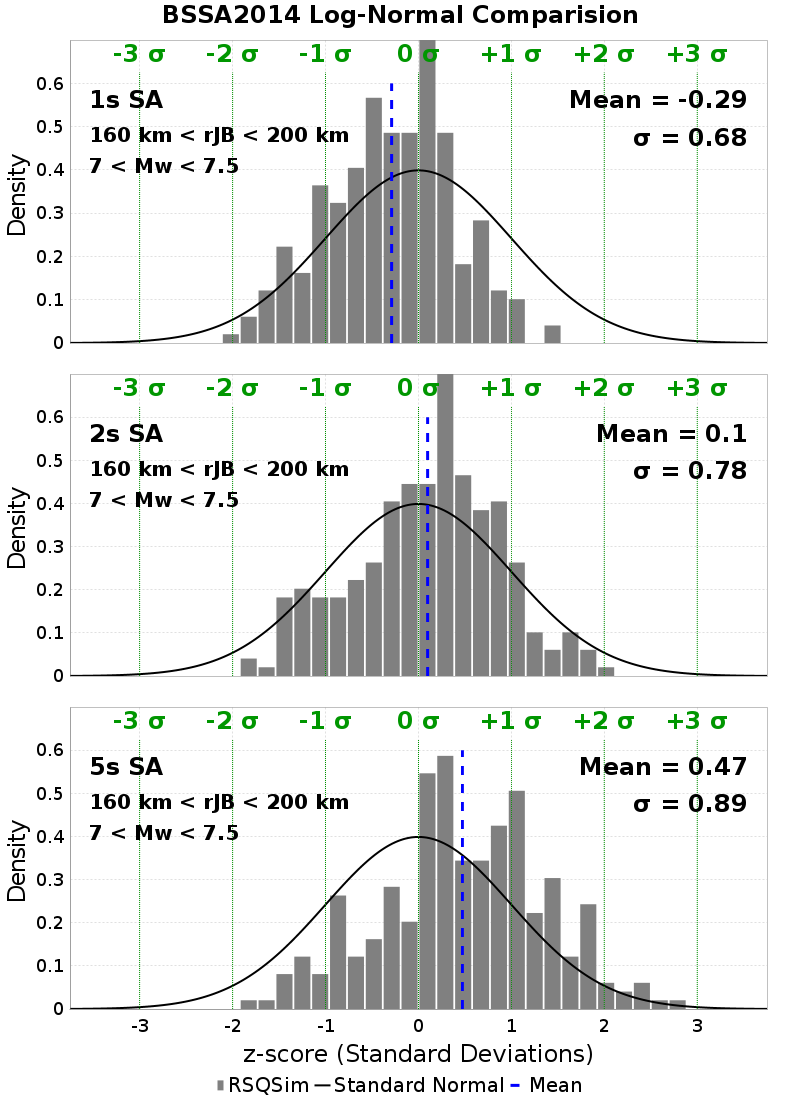 BSSA2014 Log-Normal Comparision
-3 σ -2 σ -1 σ 0 σ +1 σ +2 σ +3 σ
0.6
1s SA Mean = -0.29
0.5
160 km < rJB < 200 km σ = 0.68
7 < Mw < 7.5
0.4
0.3
0.2
0.1
0
Density
-3 σ -2 σ -1 σ 0 σ +1 σ +2 σ +3 σ
0.6
2s SA Mean = 0.1
0.5
160 km < rJB < 200 km σ = 0.78
7 < Mw < 7.5
0.4
0.3
0.2
0.1
0
Density
-3 σ -2 σ -1 σ 0 σ +1 σ +2 σ +3 σ
0.6
5s SA Mean = 0.47
0.5
160 km < rJB < 200 km σ = 0.89
7 < Mw < 7.5
0.4
0.3
0.2
0.1
0
Density
-3 -2 -1 0 1 2 3
z-score (Standard Deviations)
RSQSim Standard Normal Mean